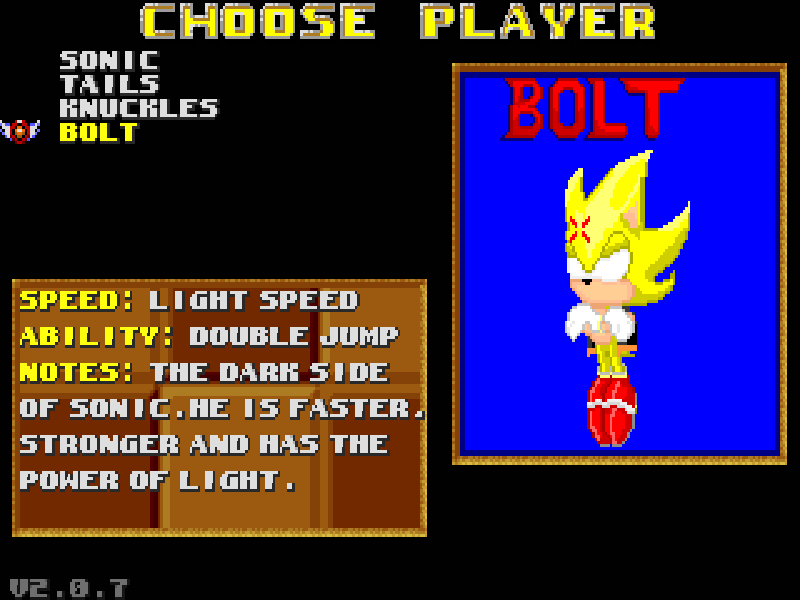 CHOOSE PLAYER
SONIC
TAILS
KNUCKLES
BOLT
BOLT
SPEED: LIGHT SPEED
ABILITY: DOUBLE JUMP
NOTES: THE DARK SIDE
OF SONIC.HE IS FASTER.
STRONGER AND HAS THE
POWER OF LIGHT.
V2.0.7